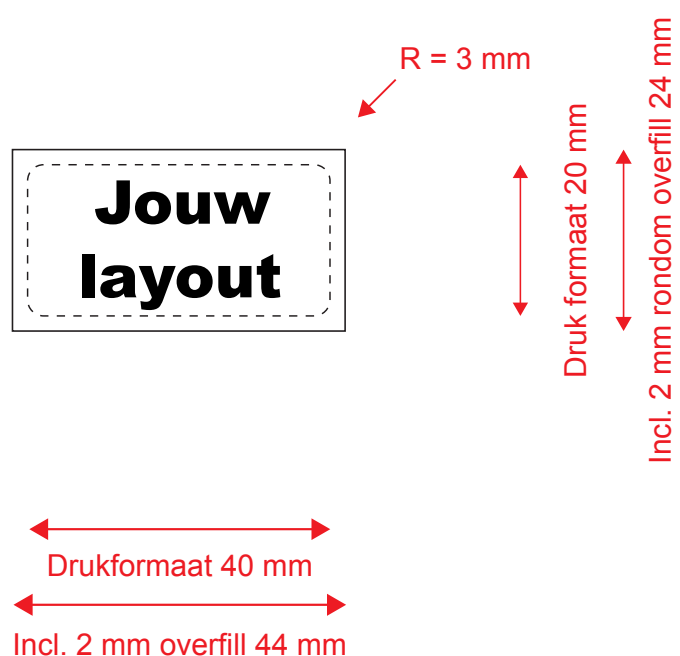 R = 3 mm
Jouw
layout
Druk formaat 20 mm
Incl. 2 mm rondom overfill 24 mm
Drukformaat 40 mm
Incl. 2 mm overfill 44 mm